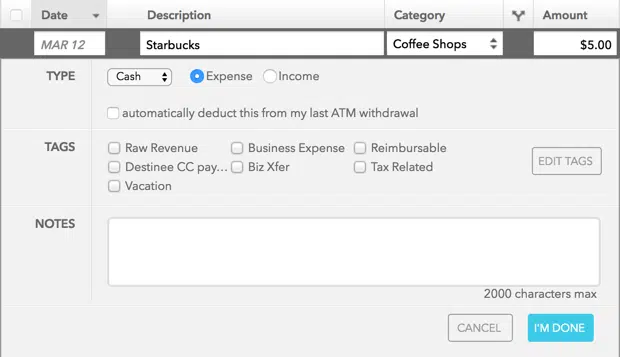 Date Description Category Amount
MAR 12 Starbucks Coffee Shops $5.00
TYPE Cash Expense Income
automatically deduct this from my last ATM withdrawal
TAGS Raw Revenue Business Expense Reimbursable
Destinee CC pay... Biz Xfer Tax Related EDIT TAGS
Vacation
NOTES
2000 characters max
CANCEL I'M DONE